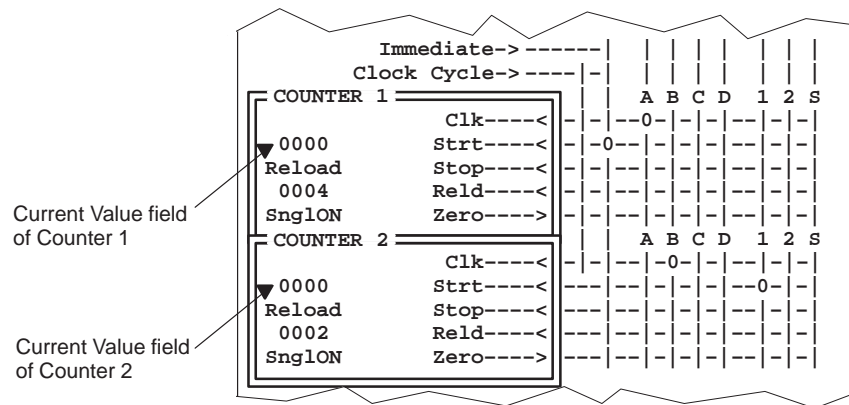 Immediate-> ------| | | | | | | |
Clock Cycle-> ----|-| | | | | | | |
COUNTER 1 | | A B C D 1 2 S
Clk----< |-|--0-|-|-|--|-|-|
0000 Strt----< |-0--|-|-|-|--|-|-|
Reload Stop----< |-|--|-|-|-|--|-|-|
0004 Reld----< |-|--|-|-|-|--|-|-|
SnglON Zero----> |-|--|-|-|-|--|-|-|
COUNTER 2 | | A B C D 1 2 S
Clk----< -|-|--|-0-|-|--|-|-|
0000 Strt----< ---|--|-|-|-|--0-|-|
Reload Stop----< ---|--|-|-|-|--|-|-|
0002 Reld----< ---|--|-|-|-|--|-|-|
SnglON Zero----> ---|--|-|-|-|--|-|-|
Current Value field
of Counter 1
Current Value field
of Counter 2